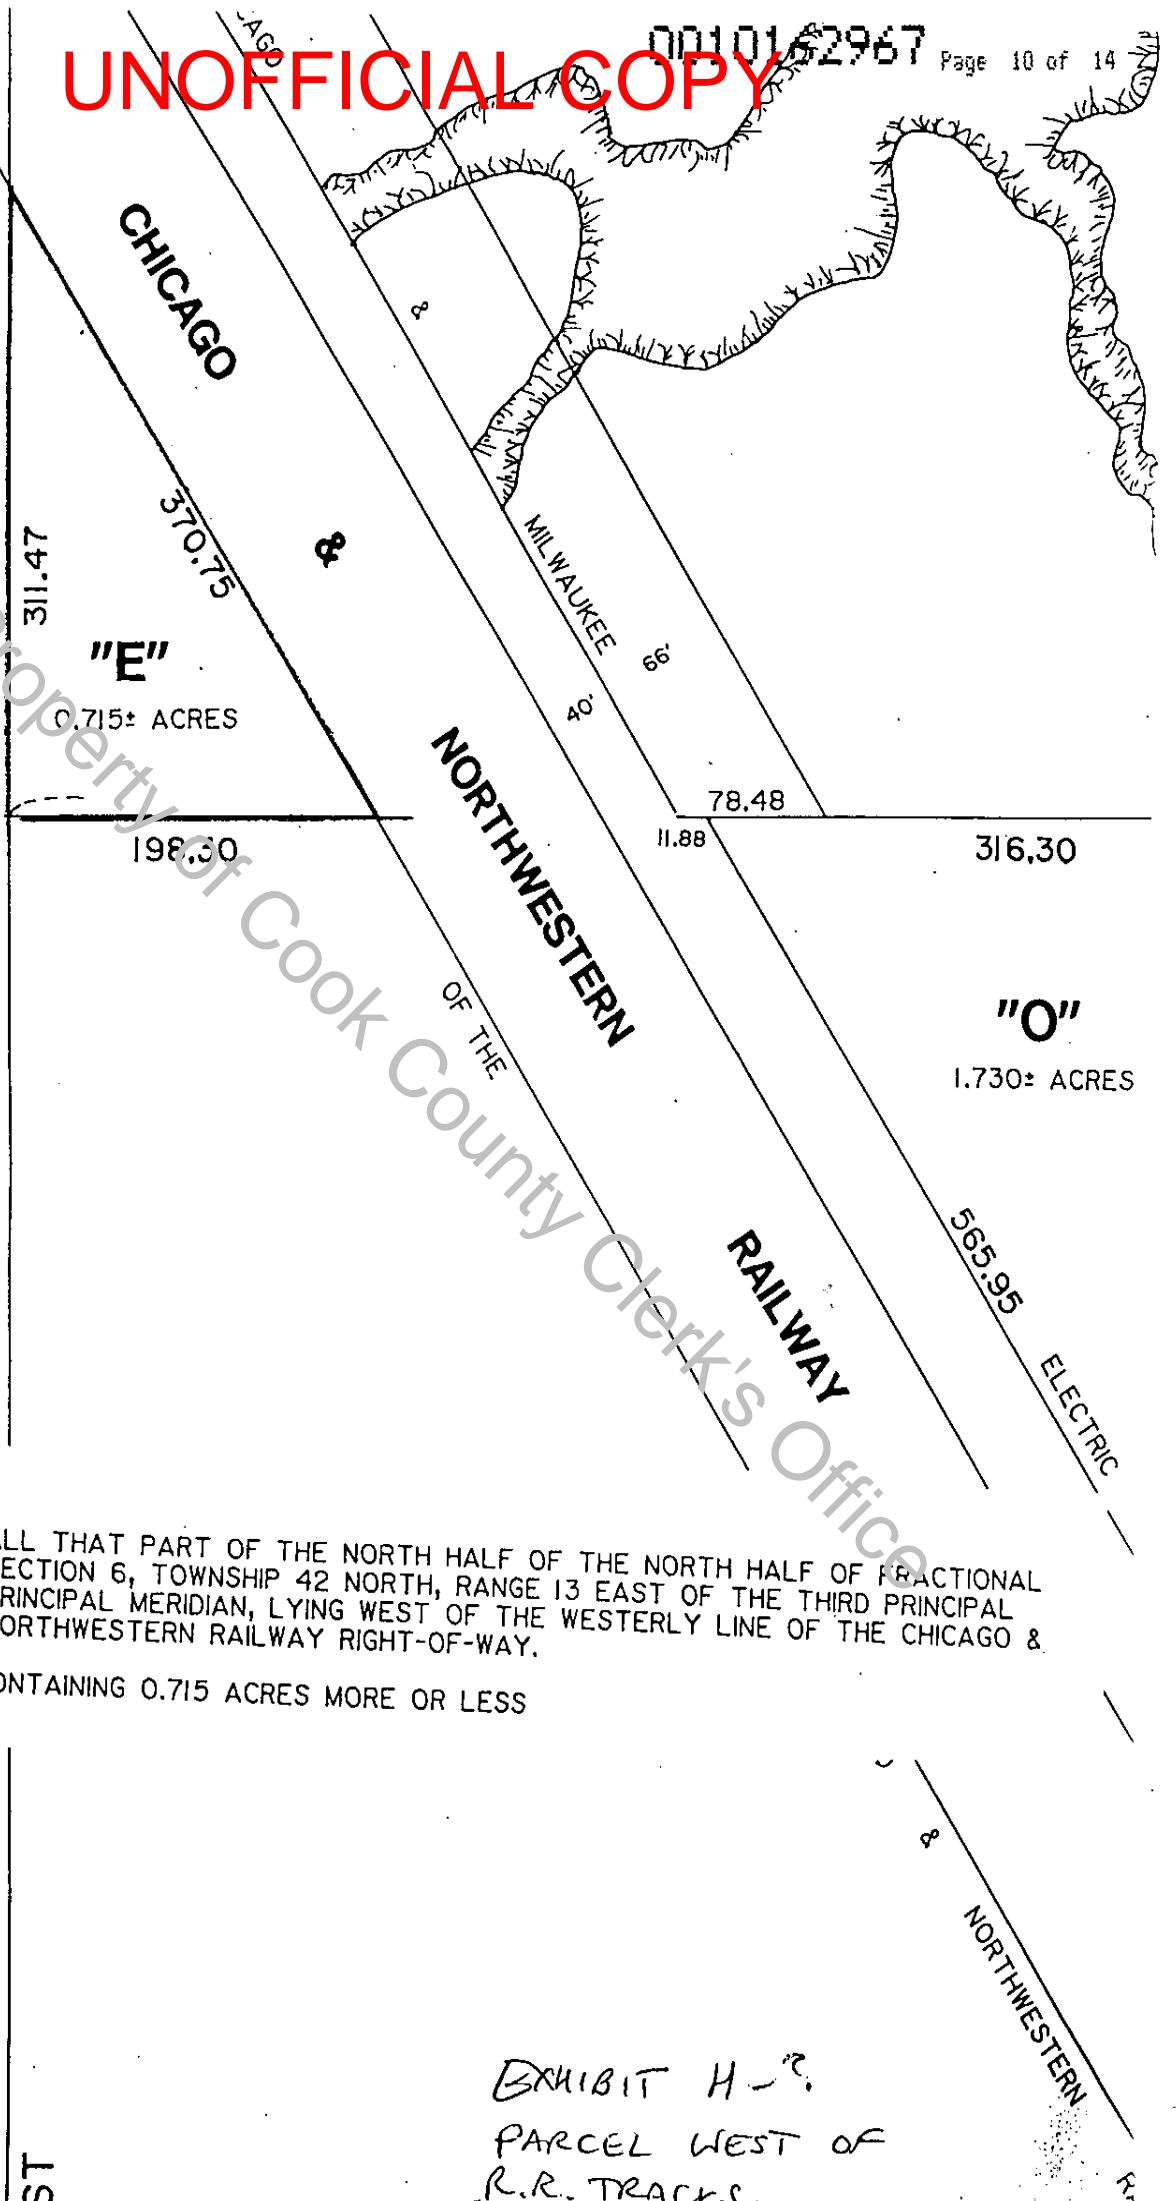 0010162967 Page 10 of 14
UNOFFICIAL COPY
CHICAGO
&
370.75
311.47
&
MILWAUKEE
66'
"E"
0.715± ACRES
40'
NORTHWESTERN
78.48
198.30
11.88
316.30
OF THE
"O"
1.730± ACRES
565.95
RAILWAY
ELECTRIC
Property of Cook County Clerk's Office
LL THAT PART OF THE NORTH HALF OF THE NORTH HALF OF FRACTIONAL
ECTION 6, TOWNSHIP 42 NORTH, RANGE 13 EAST OF THE THIRD PRINCIPAL
RINCIPAL MERIDIAN, LYING WEST OF THE WESTERLY LINE OF THE CHICAGO &
ORTHWESTERN RAILWAY RIGHT-OF-WAY.
ONTAINING 0.715 ACRES MORE OR LESS
&
NORTHWESTERN
EXHIBIT H-
PARCEL WEST OF
R.R. TRACKS
ST